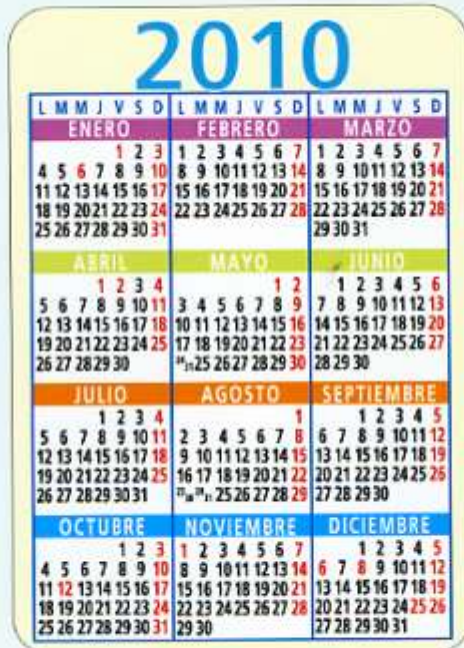 2010
L M M J V S D L M M J V S D L M M J V S D
ENERO FEBRERO MARZO
1 2 3 1 2 3 4 5 6 7 1 2 3 4 5 6 7
4 5 6 7 8 9 10 8 9 10 11 12 13 14 8 9 10 11 12 13 14
11 12 13 14 15 16 17 15 16 17 18 19 20 21 15 16 17 18 19 20 21
18 19 20 21 22 23 24 22 23 24 25 26 27 28 22 23 24 25 26 27 28
25 26 27 28 29 30 31 29 30 31
ABRIL MAYO JUNIO
1 2 3 4 1 2 1 2 3 4 5 6
5 6 7 8 9 10 11 3 4 5 6 7 8 9 7 8 9 10 11 12 13
12 13 14 15 16 17 18 10 11 12 13 14 15 16 14 15 16 17 18 19 20
19 20 21 22 23 24 25 17 18 19 20 21 22 23 21 22 23 24 25 26 27
26 27 28 29 30 24 31 25 26 27 28 29 30 28 29 30
JULIO AGOSTO SEPTIEMBRE
1 2 3 4 1 1 2 3 4 5
5 6 7 8 9 10 11 2 3 4 5 6 7 8 6 7 8 9 10 11 12
12 13 14 15 16 17 18 9 10 11 12 13 14 15 13 14 15 16 17 18 19
19 20 21 22 23 24 25 16 17 18 19 20 21 22 20 21 22 23 24 25 26
26 27 28 29 30 31 23 30 24 31 25 26 27 28 29 27 28 29 30
OCTUBRE NOVIEMBRE DICIEMBRE
1 2 3 1 2 3 4 5 6 7 1 2 3 4 5
4 5 6 7 8 9 10 8 9 10 11 12 13 14 6 7 8 9 10 11 12
11 12 13 14 15 16 17 15 16 17 18 19 20 21 13 14 15 16 17 18 19
18 19 20 21 22 23 24 22 23 24 25 26 27 28 20 21 22 23 24 25 26
25 26 27 28 29 30 31 29 30 27 28 29 30 31